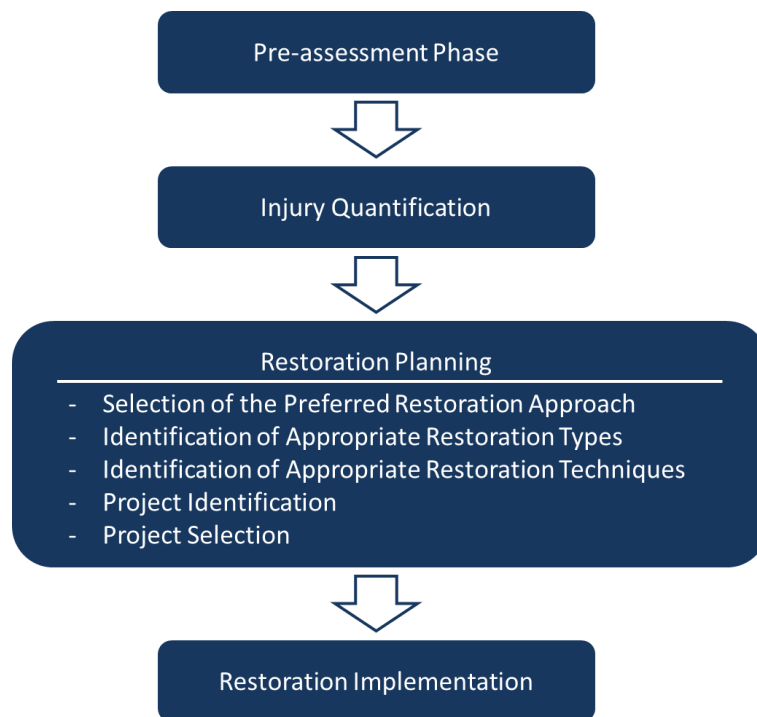 Pre-assessment Phase
Injury Quantification
Restoration Planning
- Selection of the Preferred Restoration Approach
- Identification of Appropriate Restoration Types
- Identification of Appropriate Restoration Techniques
- Project Identification
- Project Selection
Restoration Implementation